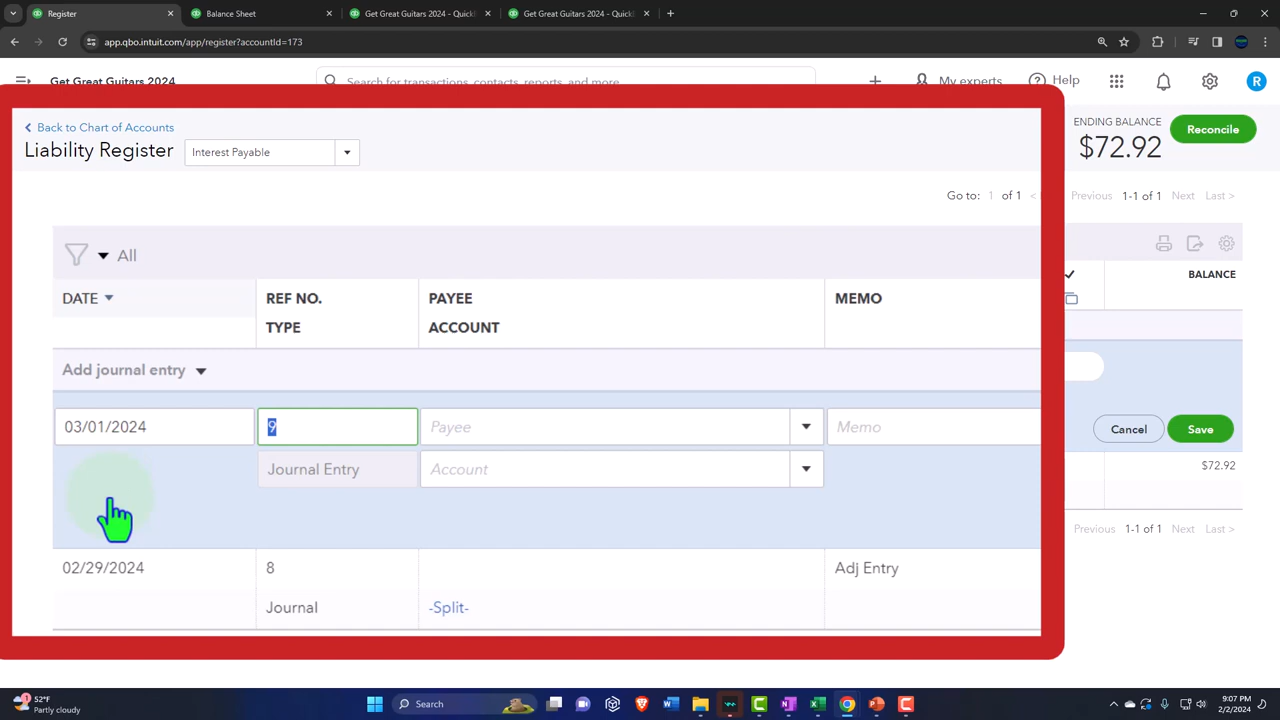 Register
Balance Sheet
Get Great Guitars 2024 - QuickB
Get Great Guitars 2024 - QuickB
app.qbo.intuit.com/app/register?accountId=173
Get Great Guitars 2024
Search for transactions, contacts, reports, and more
My experts
Help
R
Back to Chart of Accounts
Liability Register
Interest Payable
ENDING BALANCE
$72.92
Reconcile
Go to: 1 of 1 < Previous 1-1 of 1 Next Last >
All
DATE
REF NO.
PAYEE
MEMO
BALANCE
TYPE
ACCOUNT
Add journal entry
03/01/2024
9
Payee
Memo
Cancel
Save
Journal Entry
Account
$72.92
Previous 1-1 of 1 Next Last >
02/29/2024
8
Adj Entry
Journal
-Split-
1
52°F
Partly cloudy
Search
9:07 PM
2/2/2024